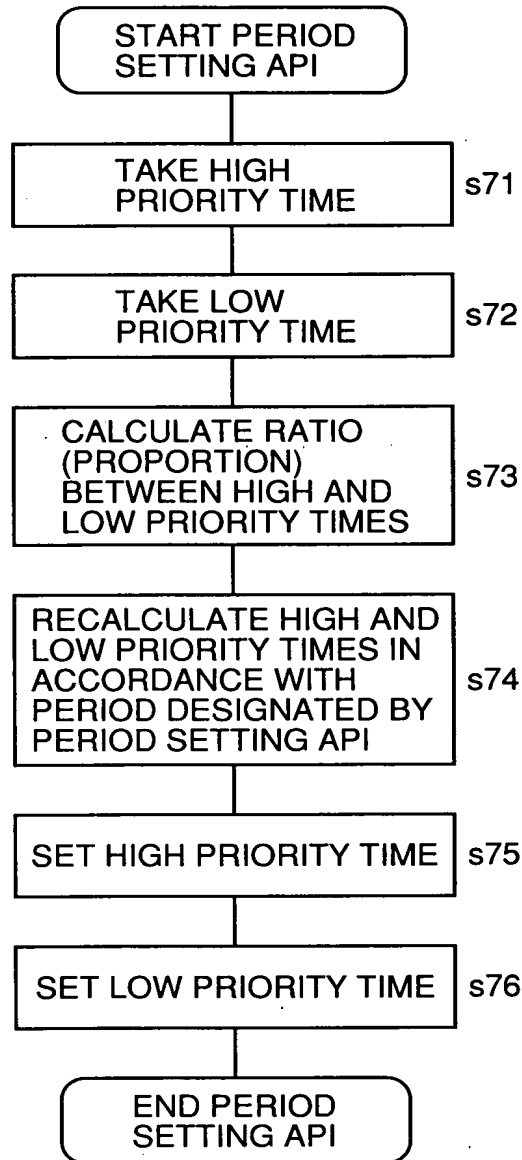 START PERIOD
SETTING API
TAKE HIGH
PRIORITY TIME
s71
TAKE LOW
PRIORITY TIME
s72
CALCULATE RATIO
(PROPORTION)
BETWEEN HIGH AND
LOW PRIORITY TIMES
s73
RECALCULATE HIGH AND
LOW PRIORITY TIMES IN
ACCORDANCE WITH
PERIOD DESIGNATED BY
PERIOD SETTING API
s74
SET HIGH PRIORITY TIME
s75
SET LOW PRIORITY TIME
s76
END PERIOD
SETTING API